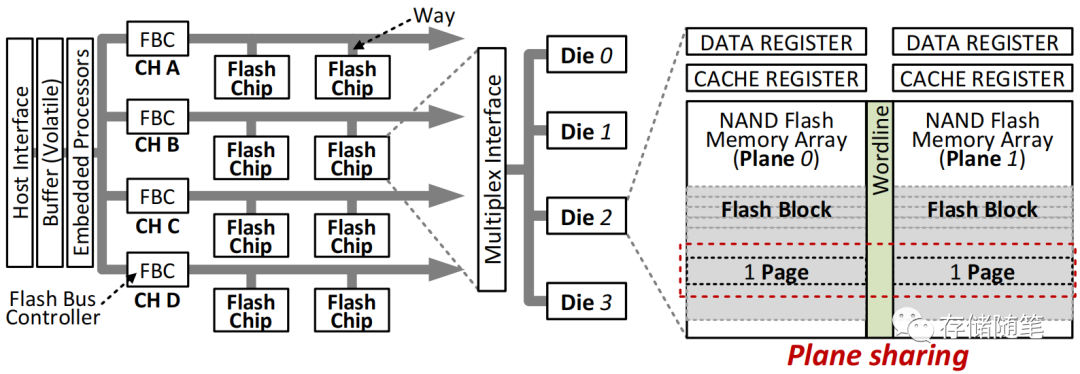 Host Interface
Buffer (Volatile)
Embedded Processors
FBC
CH A
FBC
CH B
FBC
CH C
FBC
CH D
Flash Bus
Controller
Way
Flash
Chip
Flash
Chip
Flash
Chip
Flash
Chip
Flash
Chip
Flash
Chip
Flash
Chip
Flash
Chip
Multiplex Interface
Die 0
Die 1
Die 2
Die 3
DATA REGISTER
CACHE REGISTER
NAND Flash
Memory Array
(Plane 0)
Flash Block
1 Page
Wordline
DATA REGISTER
CACHE REGISTER
NAND Flash
Memory Array
(Plane 1)
Flash Block
1 Page
存储随笔
Plane sharing